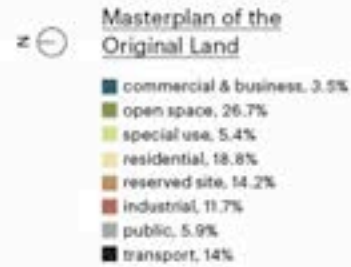 Masterplan of the
Original Land
N
commercial & business, 3.5%
open space, 26.7%
special use, 5.4%
residential, 18.8%
reserved site, 14.2%
industrial, 11.7%
public, 5.9%
transport, 14%